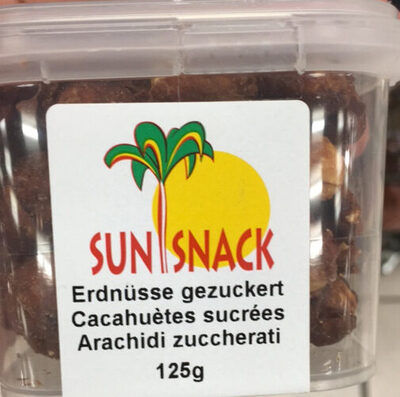 SUN SNACK
Erdnüsse gezuckert
Cacahuètes sucrées
Arachidi zuccherati
125g